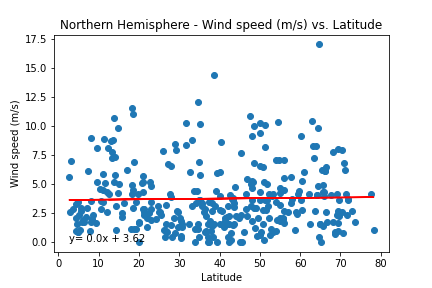 Northern Hemisphere - Wind speed (m/s) vs. Latitude
17.5
15.0
12.5
10.0
7.5
5.0
2.5
0.0
Wind speed (m/s)
y= 0.0x + 3.62
0 10 20 30 40 50 60 70 80
Latitude